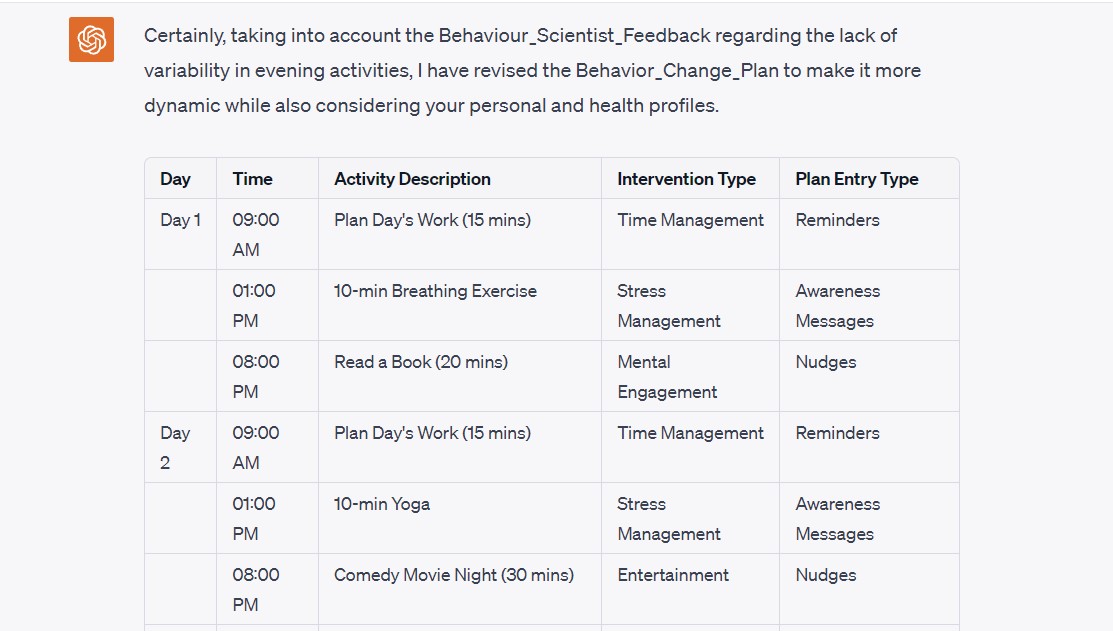 Certainly, taking into account the Behaviour_Scientist_Feedback regarding the lack of
variability in evening activities, I have revised the Behavior_Change_Plan to make it more
dynamic while also considering your personal and health profiles.
Day Time Activity Description Intervention Type Plan Entry Type
Day 1 09:00 Plan Day's Work (15 mins) Time Management Reminders
AM
01:00 10-min Breathing Exercise Stress Awareness
PM Management Messages
08:00 Read a Book (20 mins) Mental Nudges
PM Engagement
Day 09:00 Plan Day's Work (15 mins) Time Management Reminders
2 AM
01:00 10-min Yoga Stress Awareness
PM Management Messages
08:00 Comedy Movie Night (30 mins) Entertainment Nudges
PM